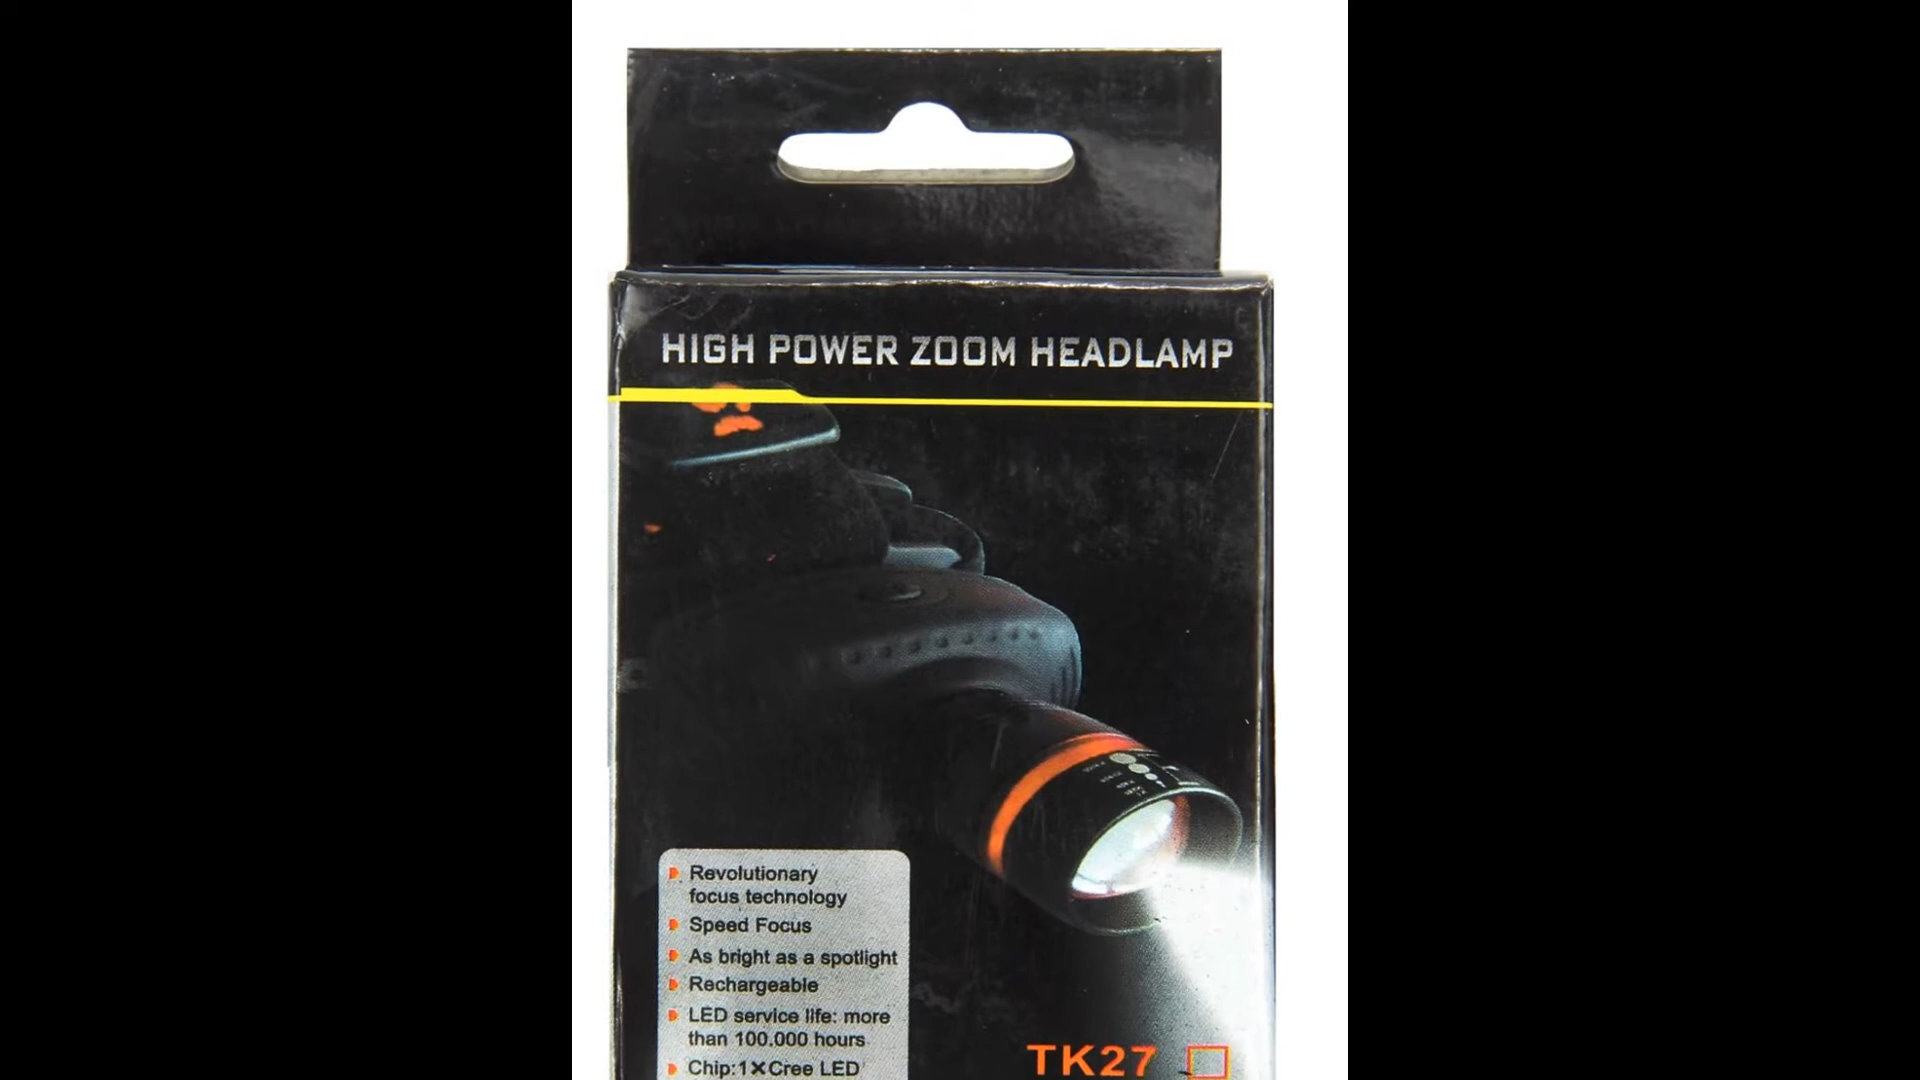 HIGH POWER ZOOM HEADLAMP
Revolutionary
focus technology
Speed Focus
As bright as a spotlight
Rechargeable
LED service life: more
than 100,000 hours
Chip:1×Cree LED
TK27